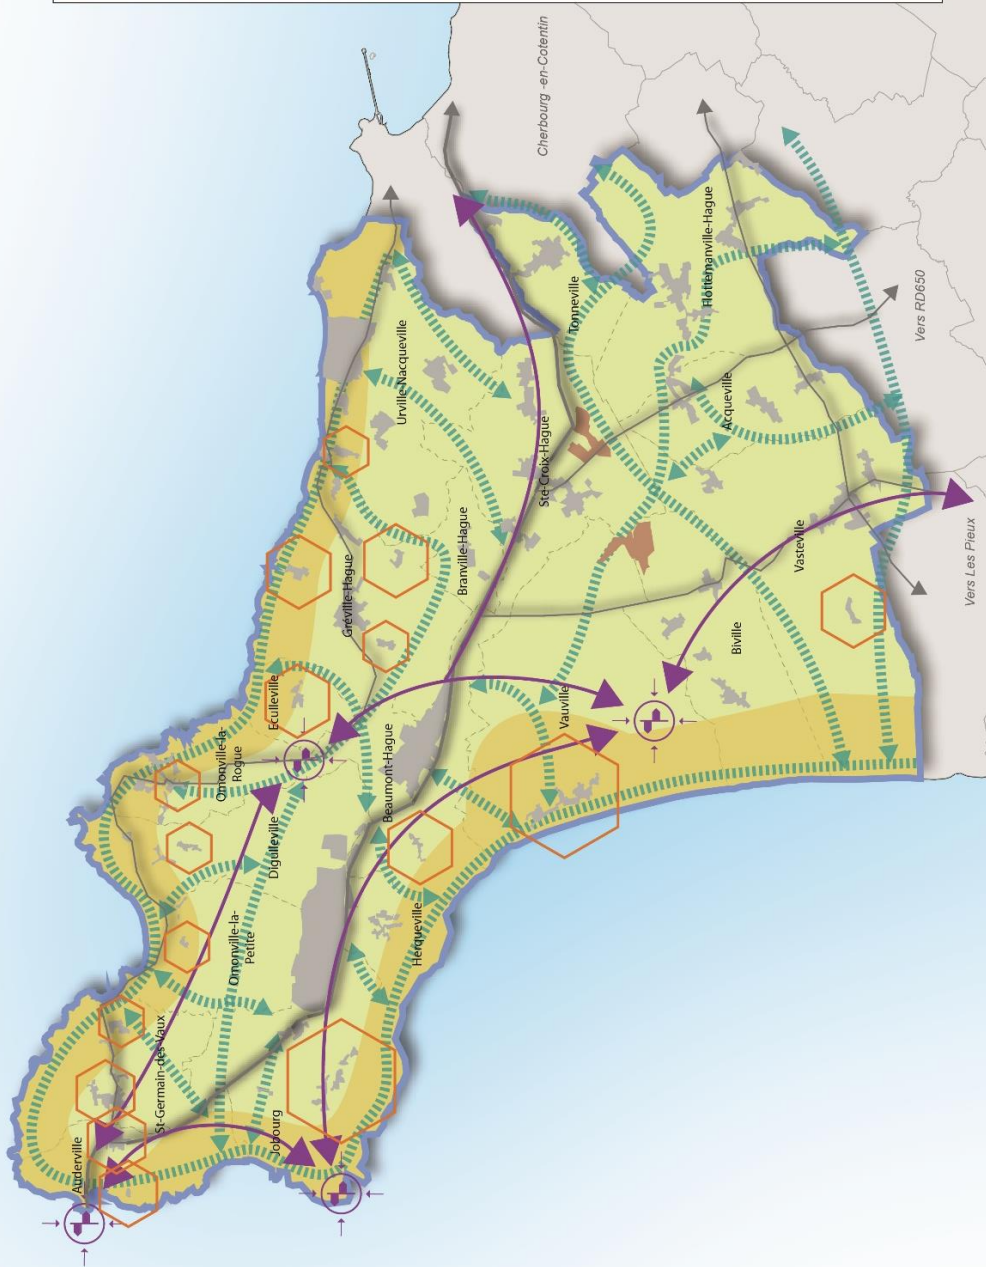 Auderville
St-Germain-des Vaux
Jobourg
Omonville-la-
Petite
Herqueville
Digulleville
Omonville-la-
Rogue
Beaumont-Hague
Eculleville
Vauville
Gréville-Hague
Biville
Branville-Hague
Vasteville
Urville-Nacqueville
Ste-Croix-Hague
Acqueville
Tonneville
Flottemanville-Hague
Cherbourg -en-Cotentin
Vers RD650
Vers Les Pieux